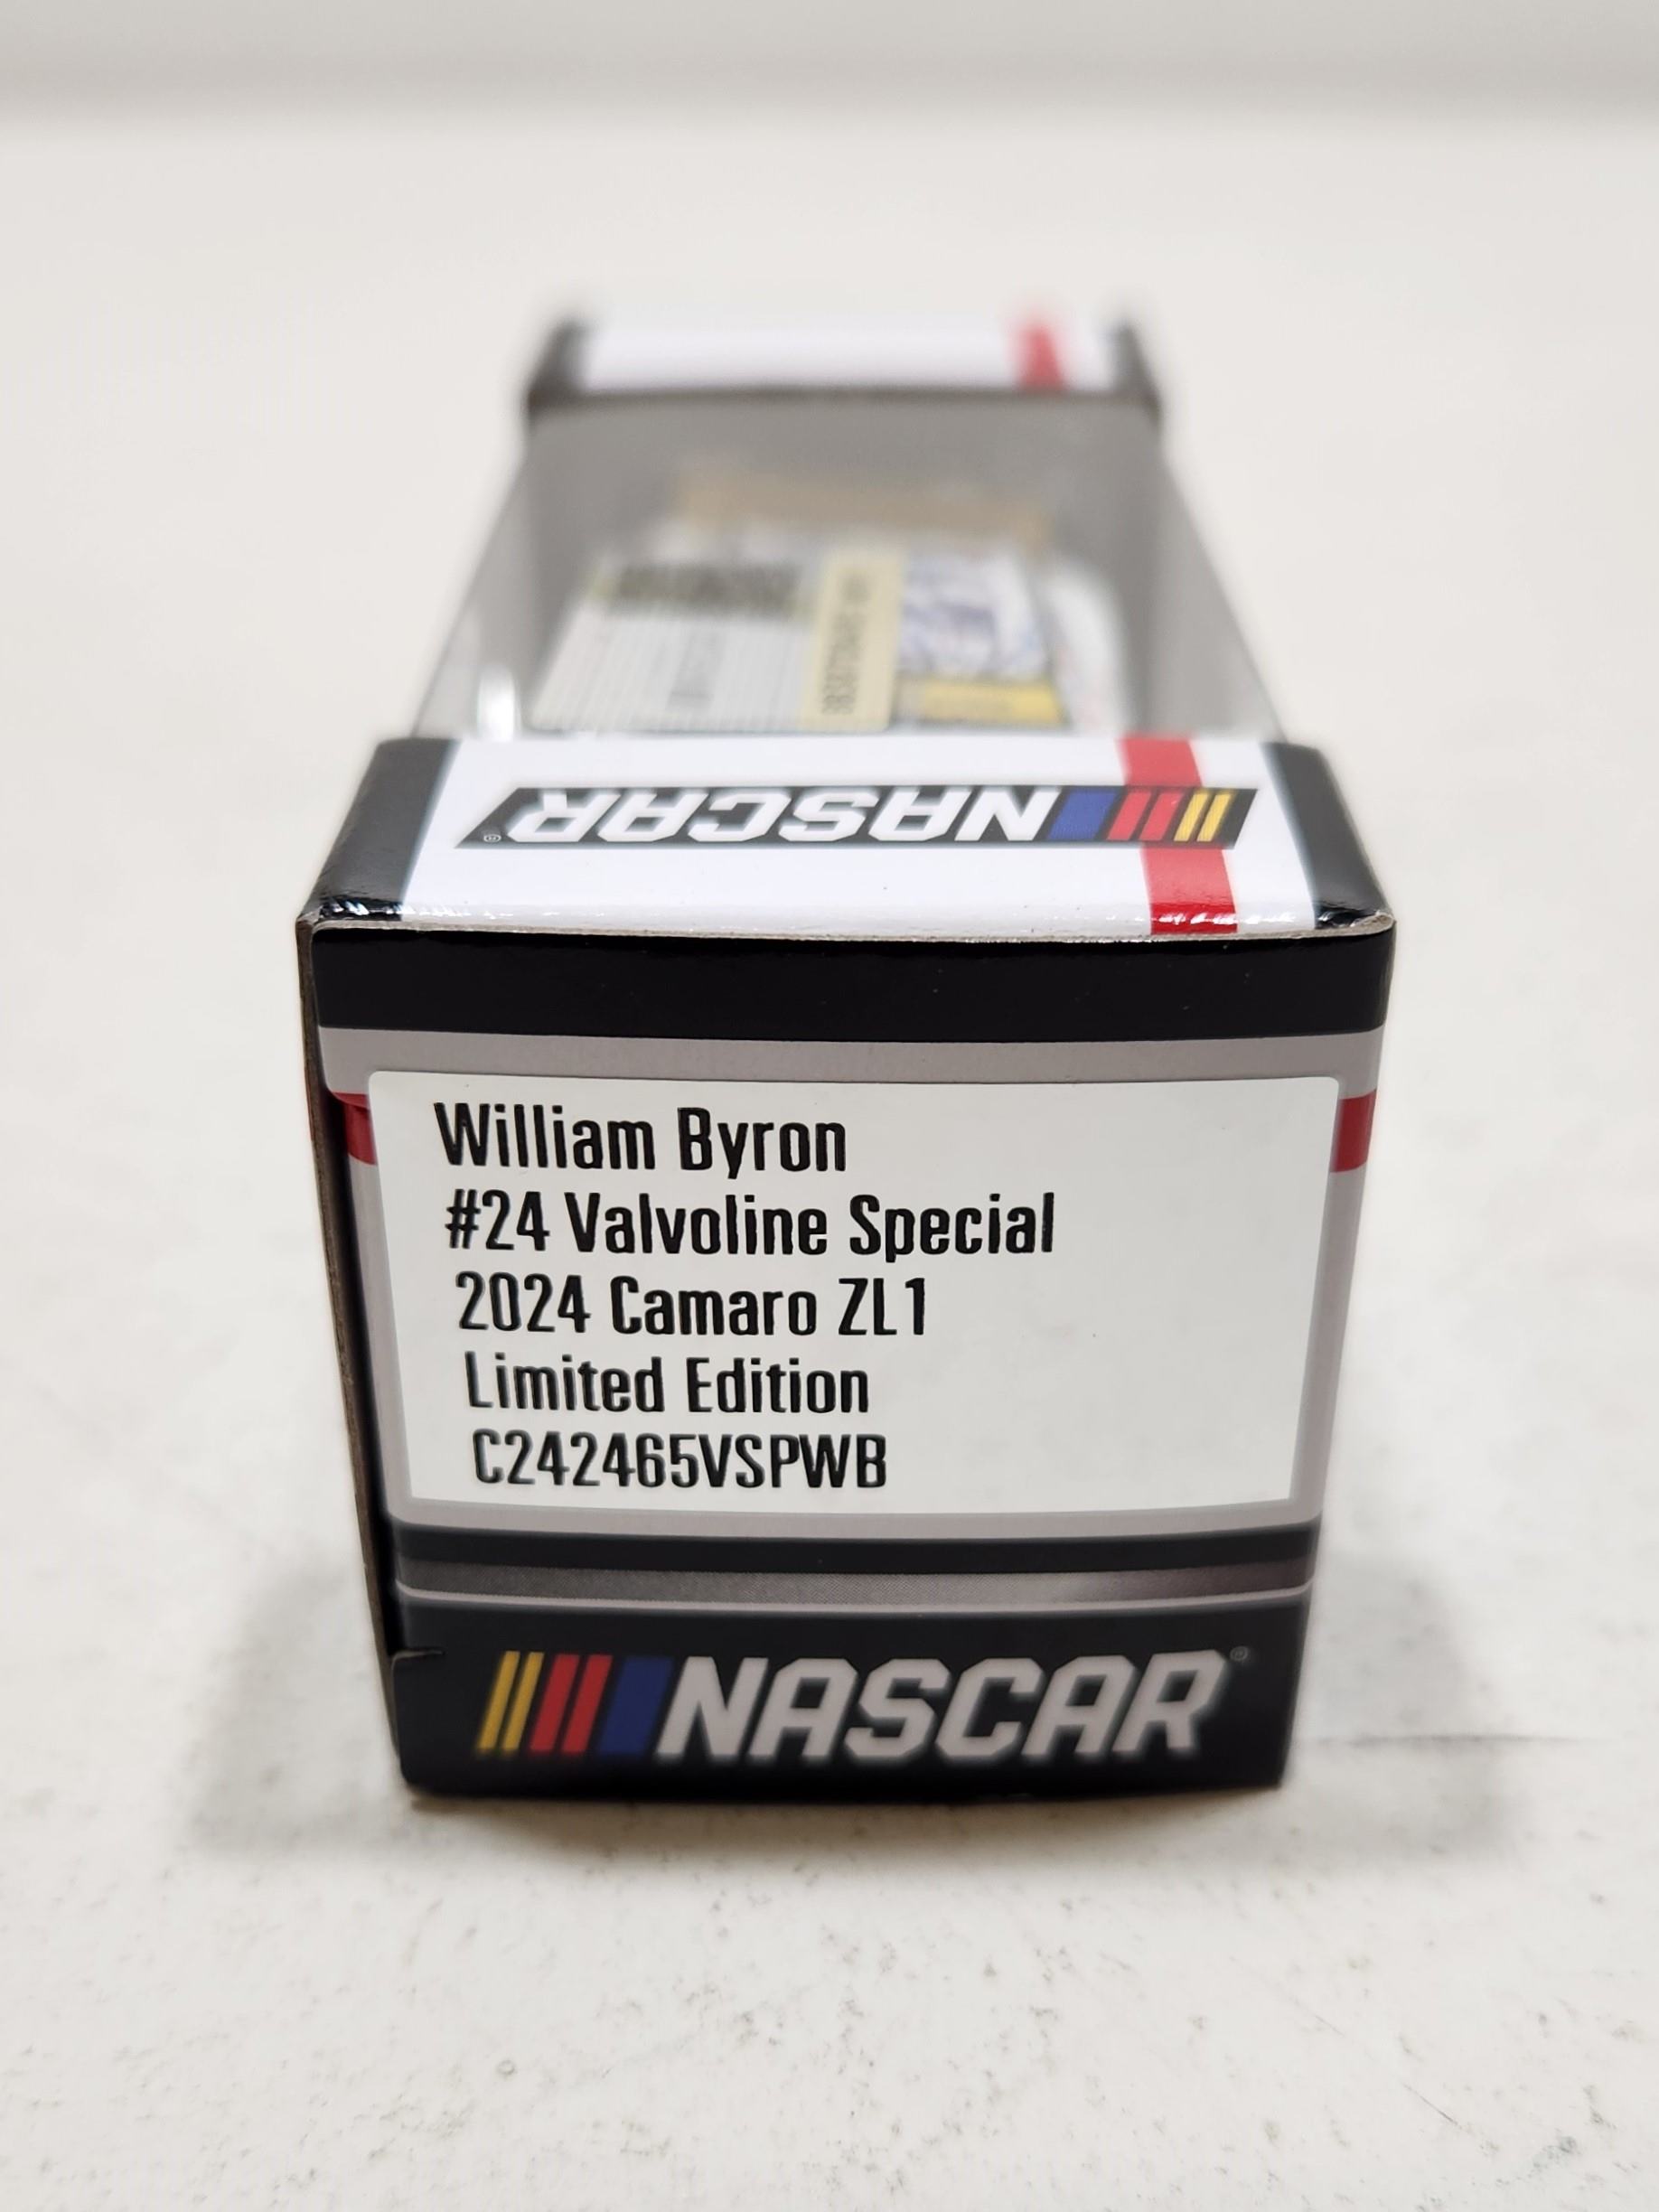 NASCAR
William Byron
#24 Valvoline Special
2024 Camaro ZL1
Limited Edition
C242465VSPWB
NASCAR®